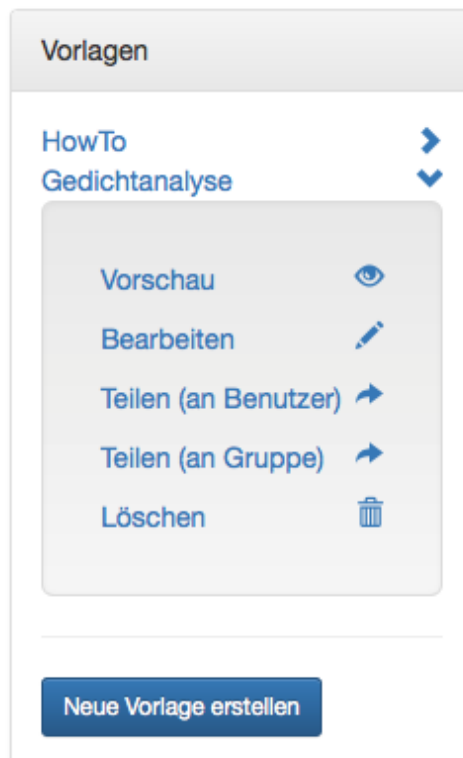 Vorlagen
HowTo
Gedichtanalyse
Vorschau
Bearbeiten
Teilen (an Benutzer)
Teilen (an Gruppe)
Löschen
Neue Vorlage erstellen